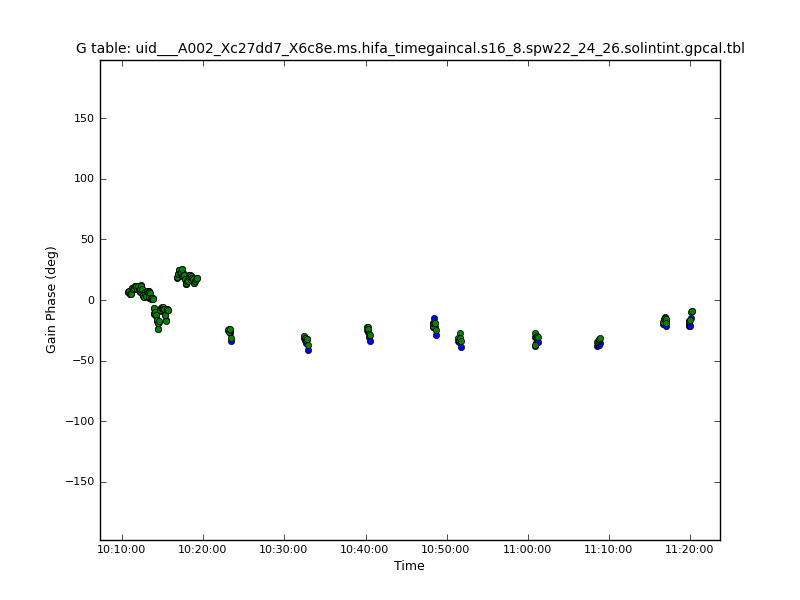 G table: uid___A002_Xc27dd7_X6c8e.ms.hifa_timegaincal.s16_8.spw22_24_26.solintint.gpcal.tbl
150
100
50
0
−50
−100
−150
Gain Phase (deg)
10:10:00 10:20:00 10:30:00 10:40:00 10:50:00 11:00:00 11:10:00 11:20:00
Time